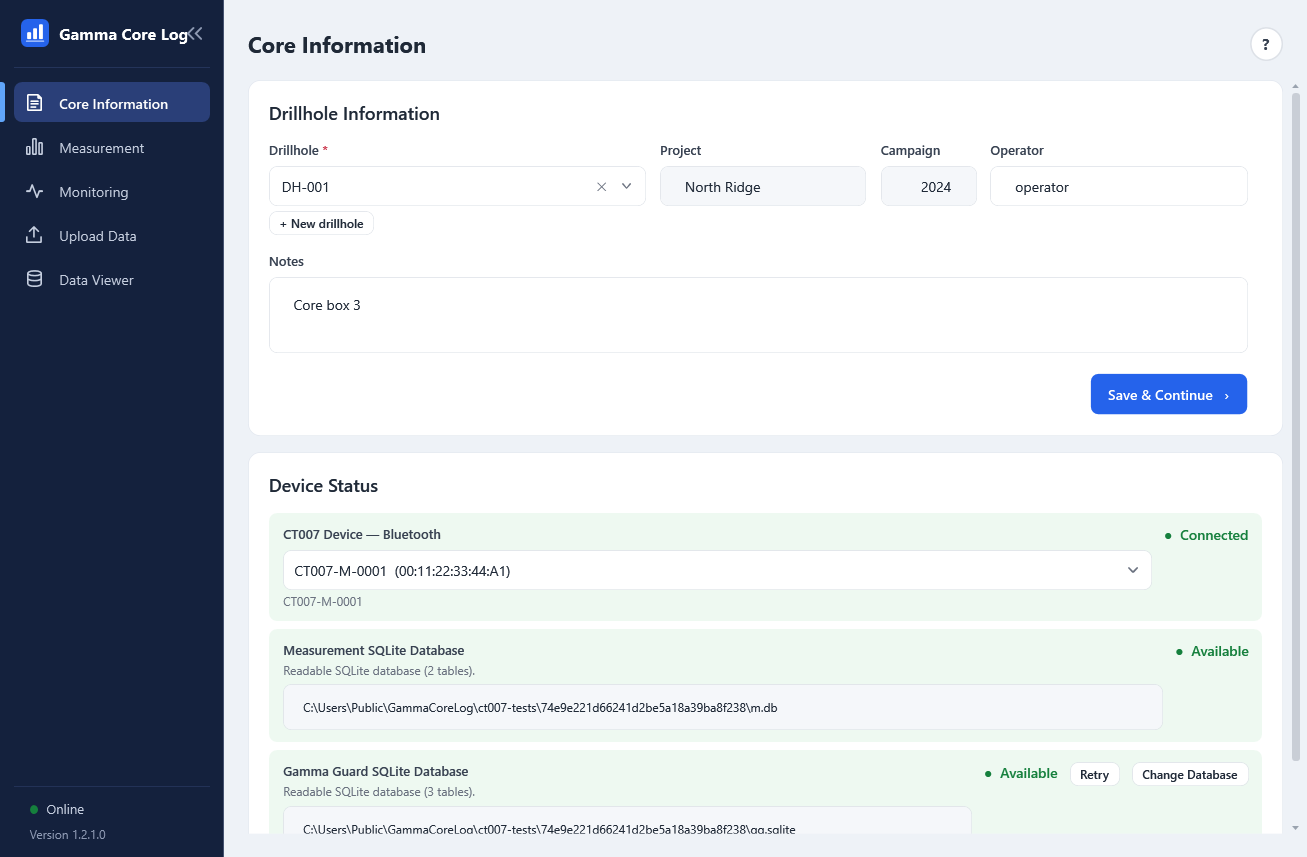 Gamma Core Log
Core Information
Measurement
Monitoring
Upload Data
Data Viewer
Online
Version 1.2.1.0
Core Information
?
Drillhole Information
Drillhole *
Project
Campaign
Operator
DH-001
North Ridge
2024
operator
+ New drillhole
Notes
Core box 3
Save & Continue ›
Device Status
CT007 Device — Bluetooth
Connected
CT007-M-0001 (00:11:22:33:44:A1)
CT007-M-0001
Measurement SQLite Database
Available
Readable SQLite database (2 tables).
C:\Users\Public\GammaCoreLog\ct007-tests\74e9e221d66241d2be5a18a39ba8f238\m.db
Gamma Guard SQLite Database
Available
Retry
Change Database
Readable SQLite database (3 tables).
C:\Users\Public\GammaCoreLog\ct007-tests\74e9e221d66241d2be5a18a39ba8f238\gg.sqlite